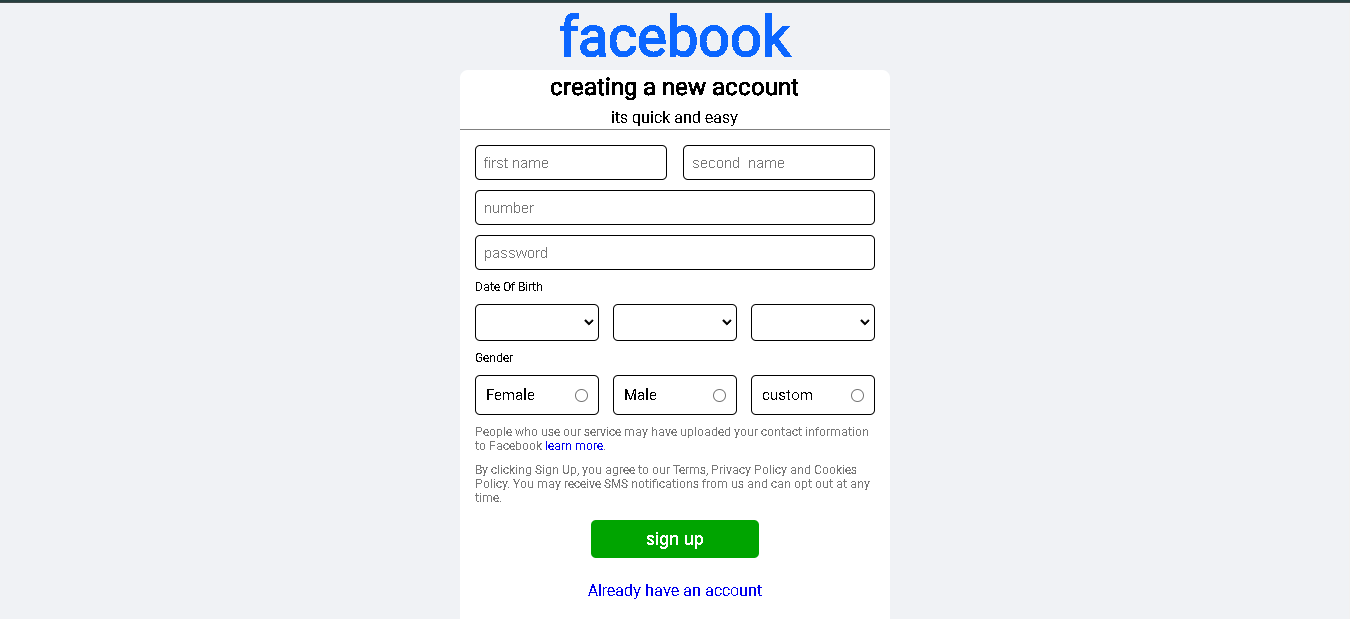 facebook
creating a new account
its quick and easy
first name
second name
number
password
Date Of Birth
Gender
Female
Male
custom
People who use our service may have uploaded your contact information
to Facebook learn more.
By clicking Sign Up, you agree to our Terms, Privacy Policy and Cookies
Policy. You may receive SMS notifications from us and can opt out at any
time.
sign up
Already have an account